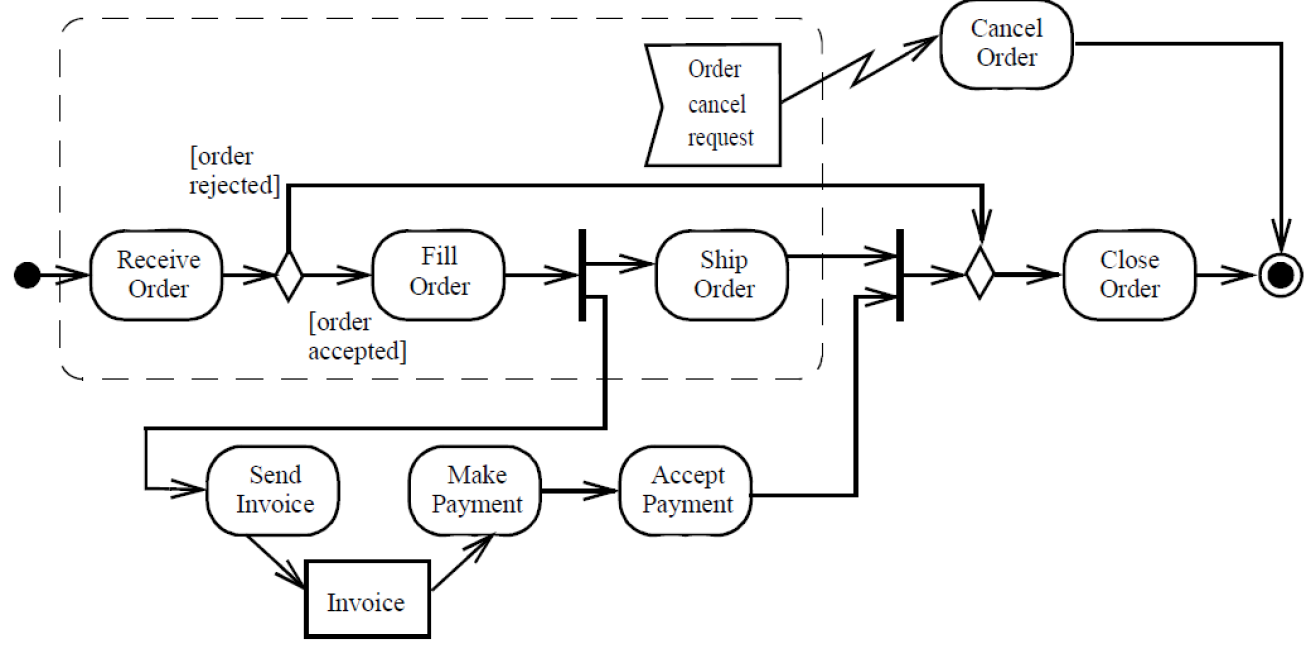 Cancel
Order
Order
cancel
request
[order
rejected]
Receive
Order
Fill
Order
Ship
Order
Close
Order
[order
accepted]
Send
Invoice
Make
Payment
Accept
Payment
Invoice